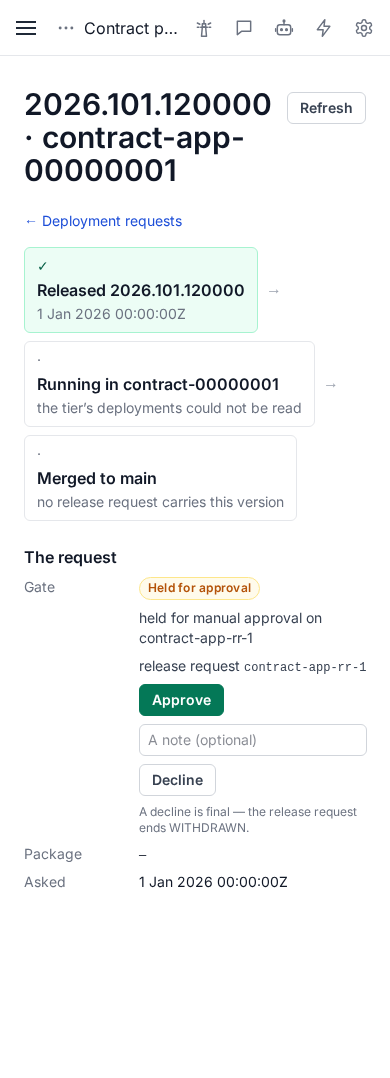 Contract p…
2026.101.120000
· contract-app-
00000001
Refresh
← Deployment requests
✓
Released 2026.101.120000
1 Jan 2026 00:00:00Z
→
·
Running in contract-00000001
the tier’s deployments could not be read
→
·
Merged to main
no release request carries this version
The request
Gate
Held for approval
held for manual approval on
contract-app-rr-1
release request contract-app-rr-1
Approve
A note (optional)
Decline
A decline is final — the release request
ends WITHDRAWN.
Package
–
Asked
1 Jan 2026 00:00:00Z